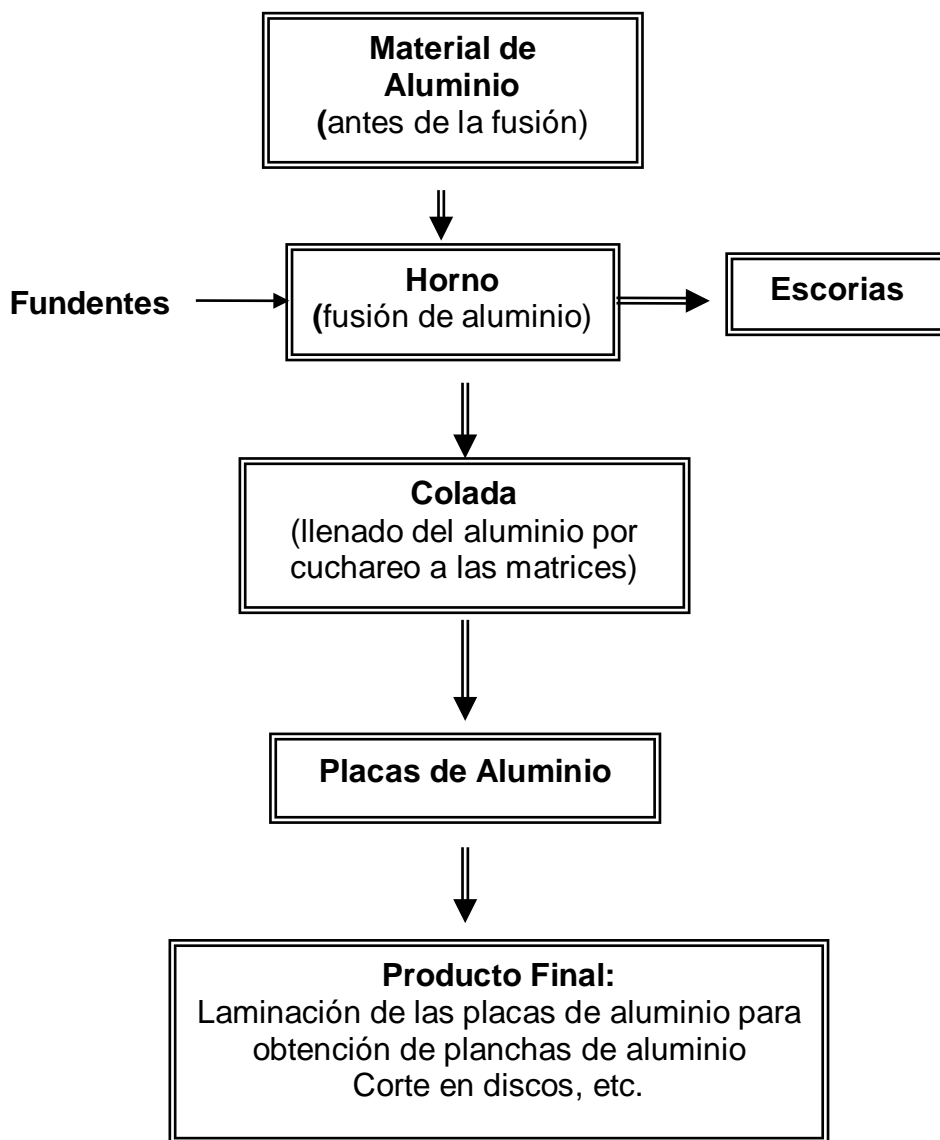 Material de
Aluminio
(antes de la fusión)
Fundentes
Horno
(fusión de aluminio)
Escorias
Colada
(llenado del aluminio por
cuchareo a las matrices)
Placas de Aluminio
Producto Final:
Laminación de las placas de aluminio para
obtención de planchas de aluminio
Corte en discos, etc.